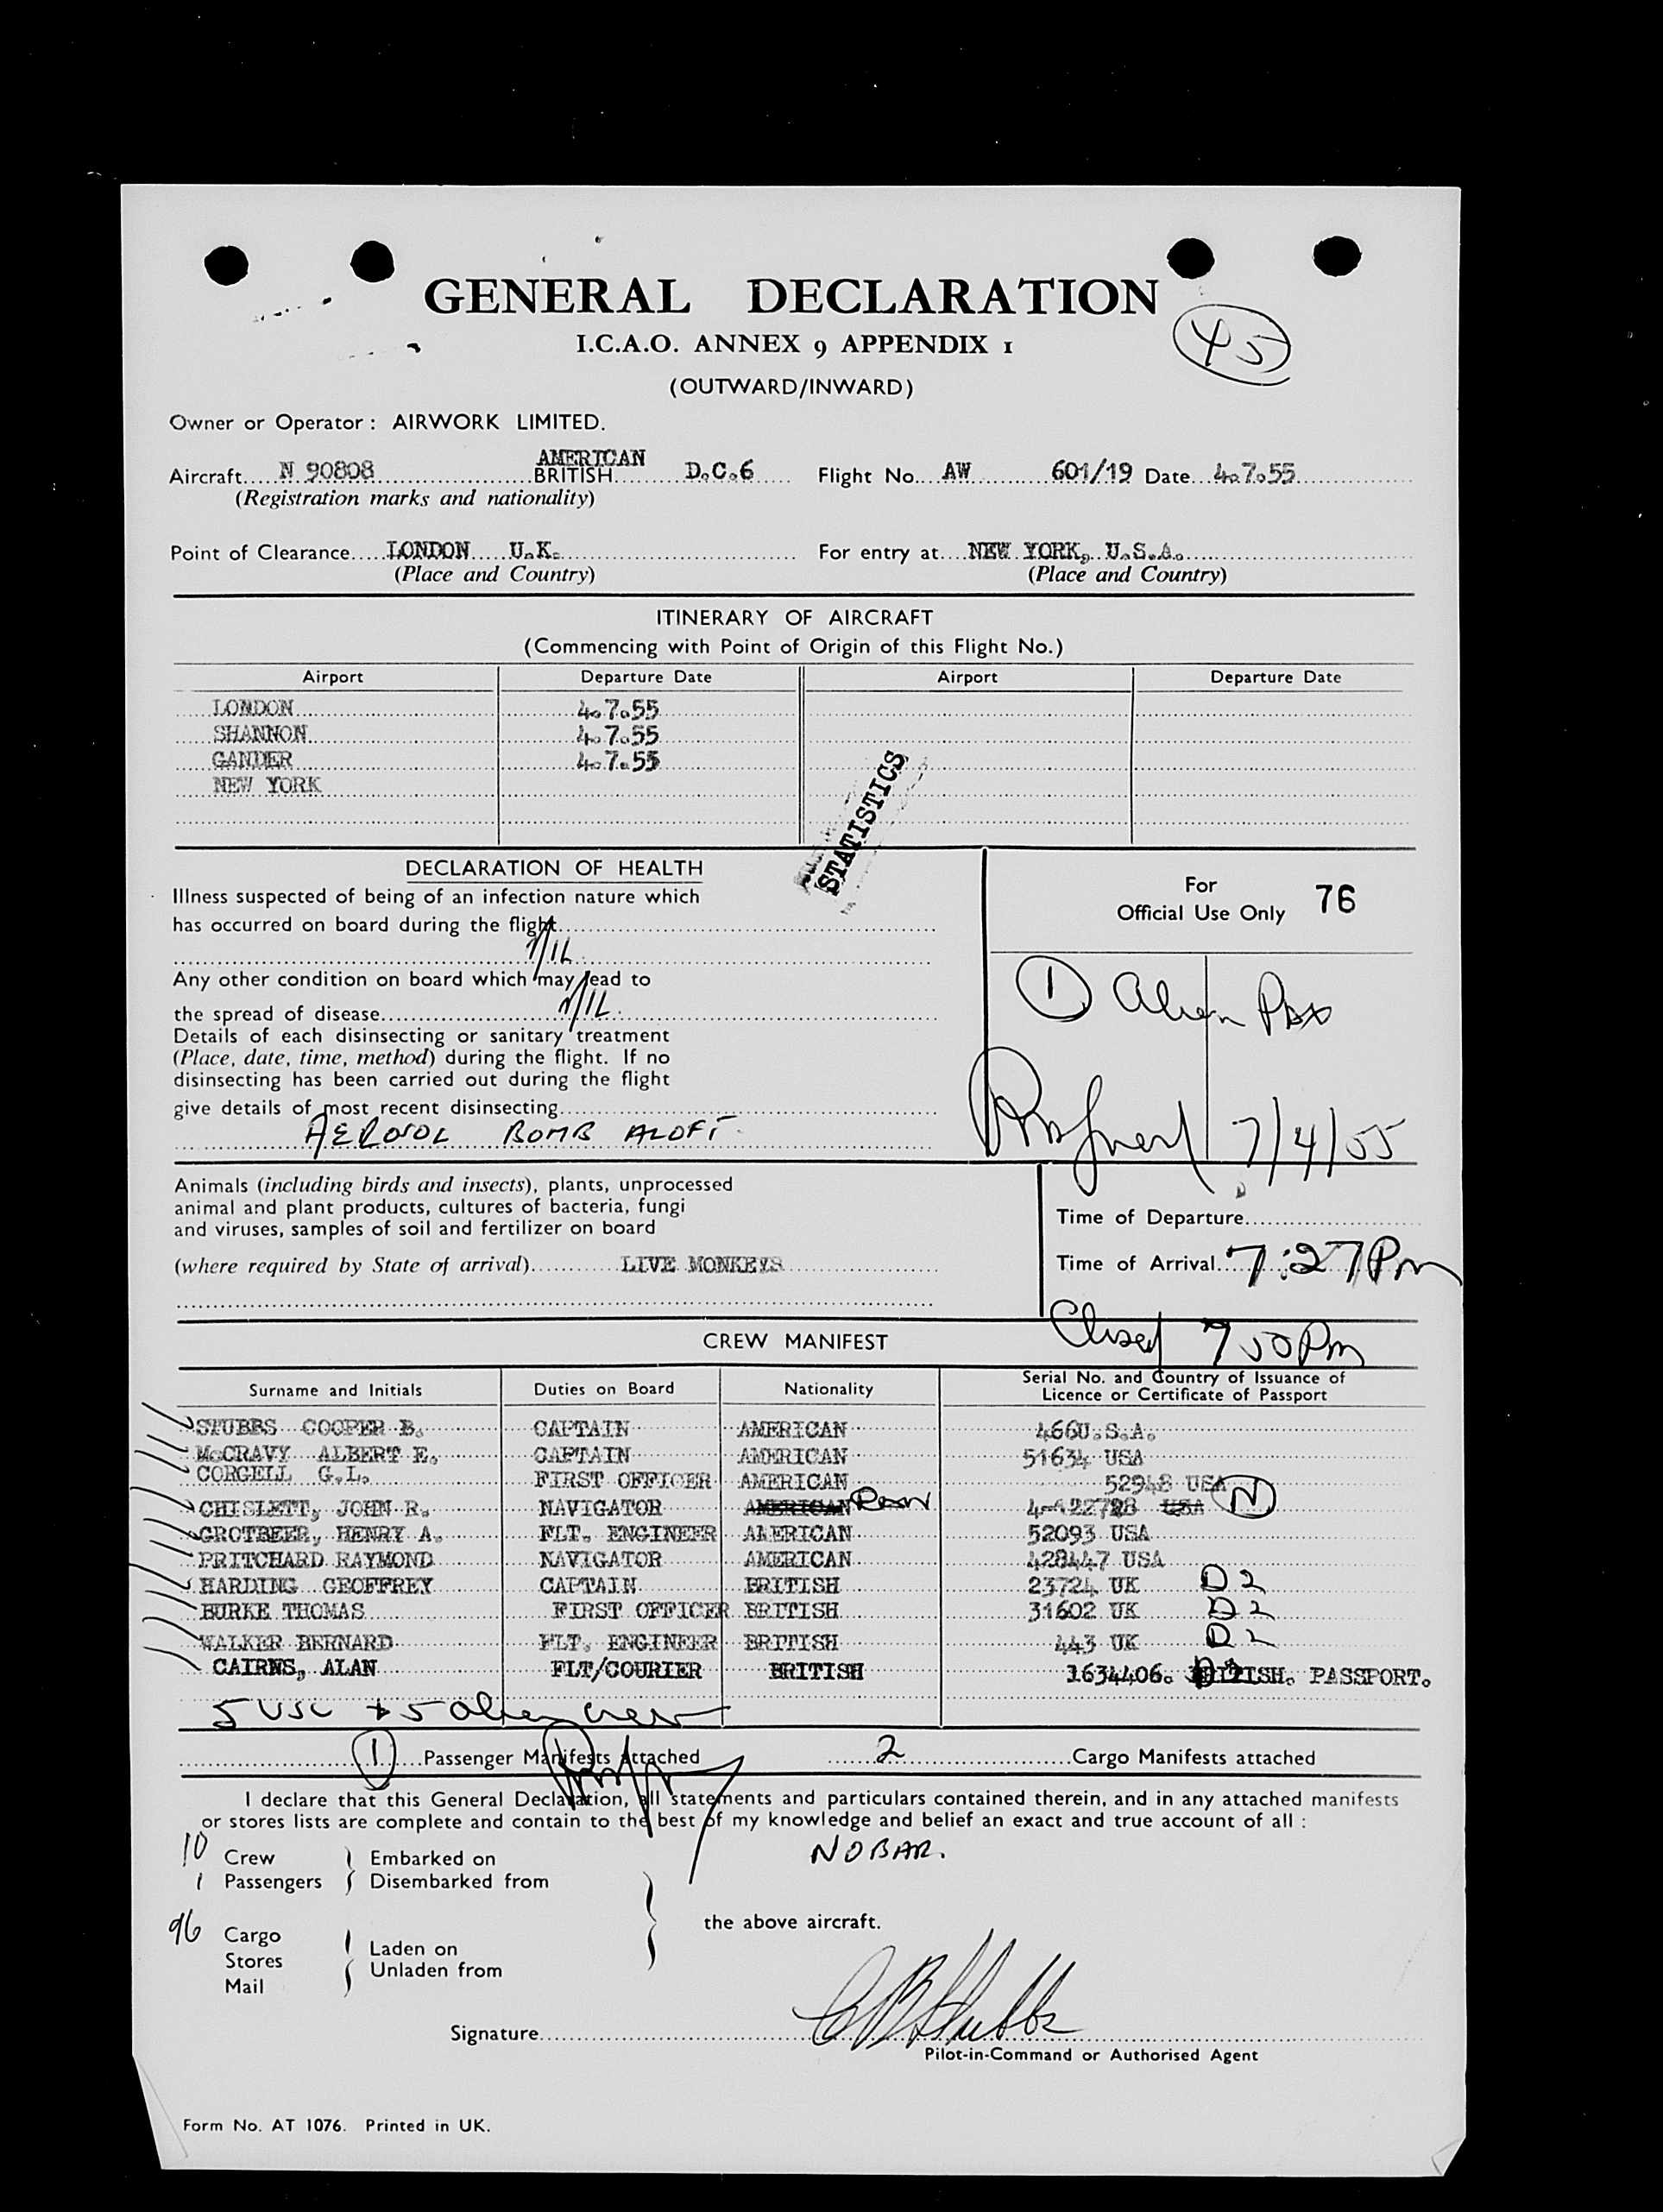 GENERAL DECLARATION
45
I.C.A.O. ANNEX 9 APPENDIX 1
(OUTWARD/INWARD)
Owner or Operator : AIRWORK LIMITED.
AMERICAN
Aircraft N 90808 BRITISH D.C.6 Flight No. AW 601/19 Date 4.7.55
(Registration marks and nationality)
Point of Clearance LONDON U.K. For entry at NEW YORK, U.S.A.
(Place and Country) (Place and Country)
ITINERARY OF AIRCRAFT
(Commencing with Point of Origin of this Flight No.)
Airport Departure Date Airport Departure Date
LONDON 4.7.55
SHANNON 4.7.55
GANDER 4.7.55
NEW YORK
STATISTICS
DECLARATION OF HEALTH
Illness suspected of being of an infection nature which
has occurred on board during the flight
NIL
Any other condition on board which may lead to
the spread of disease NIL
Details of each disinsecting or sanitary treatment
(Place, date, time, method) during the flight. If no
disinsecting has been carried out during the flight
give details of most recent disinsecting
AEROSOL BOMB ALOFT
For
Official Use Only 76
1 Alien Pax
7/4/55
Animals (including birds and insects), plants, unprocessed
animal and plant products, cultures of bacteria, fungi
and viruses, samples of soil and fertilizer on board
(where required by State of arrival) LIVE MONKEYS
Time of Departure
Time of Arrival 7:27 Pm
Closed 7 50 Pm
CREW MANIFEST
Surname and Initials Duties on Board Nationality Serial No. and Country of Issuance of
Licence or Certificate of Passport
STUBBS COOPER B. CAPTAIN AMERICAN 466U.S.A.
McCRAVY ALBERT E. CAPTAIN AMERICAN 51634 USA
CORGELL G.L. FIRST OFFICER AMERICAN 52948 USA
CHISLETT, JOHN R. NAVIGATOR AMERICAN USA N
GROTBEER, HENRY A. FLT. ENGINEER AMERICAN 52093 USA
PRITCHARD RAYMOND NAVIGATOR AMERICAN 428447 USA
HARDING GEOFFREY CAPTAIN BRITISH 23724 UK D2
BURKE THOMAS FIRST OFFICER BRITISH 31602 UK D2
WALKER BERNARD FLT. ENGINEER BRITISH 443 UK D2
CAIRNS, ALAN FLT/COURIER BRITISH 1634406. BRITISH. PASSPORT.
5 USC + 5 alien crew
1 Passenger Manifests attached 2 Cargo Manifests attached
I declare that this General Declaration, all statements and particulars contained therein, and in any attached manifests
or stores lists are complete and contain to the best of my knowledge and belief an exact and true account of all :
NOBAR.
10 Crew Embarked on
1 Passengers Disembarked from
the above aircraft.
96 Cargo Laden on
Stores Unladen from
Mail
Signature C B Stubbs
Pilot-in-Command or Authorised Agent
Form No. AT 1076. Printed in UK.